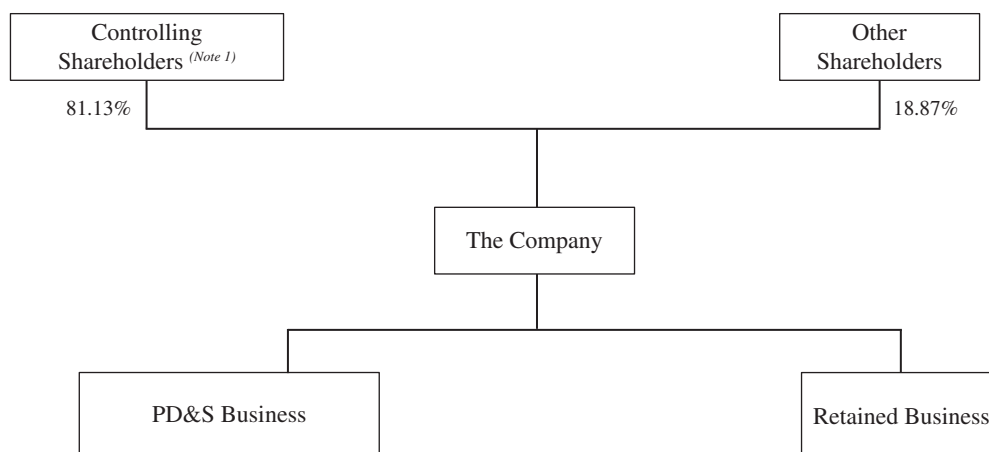 Controlling
Shareholders (Note 1)
Other
Shareholders
81.13%
18.87%
The Company
PD&S Business
Retained Business